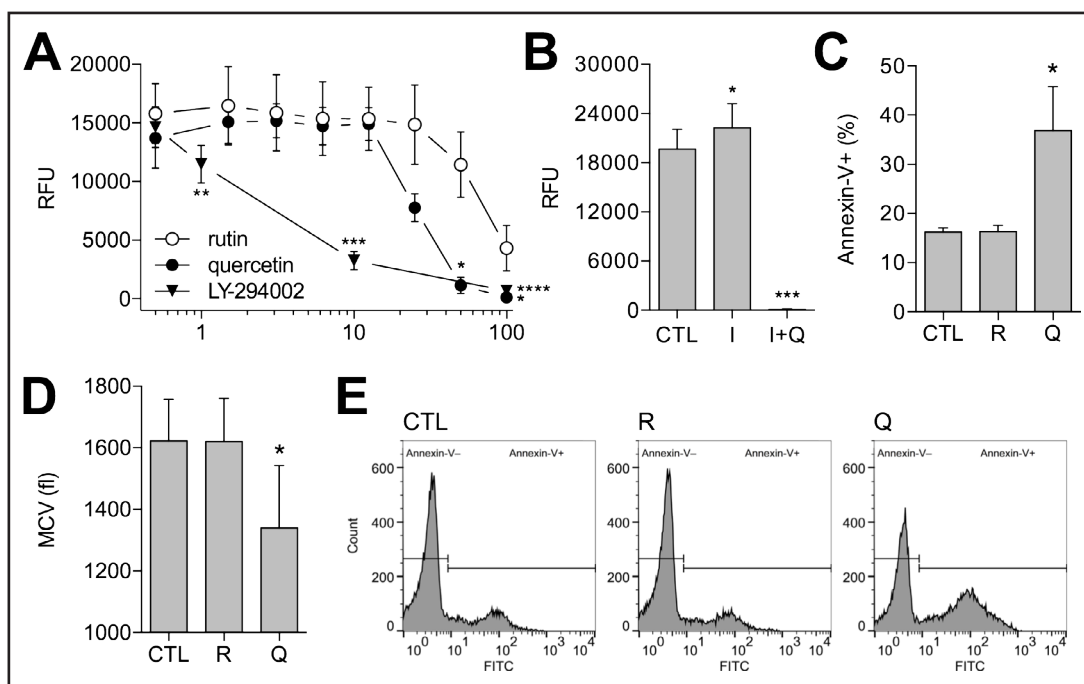 A
20000
15000
10000
5000
0
RFU
**
***
*
****
*
rutin
quercetin
LY-294002
1
10
100
B
30000
24000
18000
12000
6000
0
RFU
*
***
CTL
I
I+Q
C
50
40
30
20
10
0
Annexin-V+ (%)
*
CTL
R
Q
D
1800
1600
1400
1200
1000
MCV (fl)
*
CTL
R
Q
E
CTL
Annexin-V–
Annexin-V+
600
400
200
0
Count
10⁰ 10¹ 10² 10³ 10⁴
FITC
R
Annexin-V–
Annexin-V+
600
400
200
0
10⁰ 10¹ 10² 10³ 10⁴
FITC
Q
Annexin-V–
Annexin-V+
600
400
200
0
10⁰ 10¹ 10² 10³ 10⁴
FITC